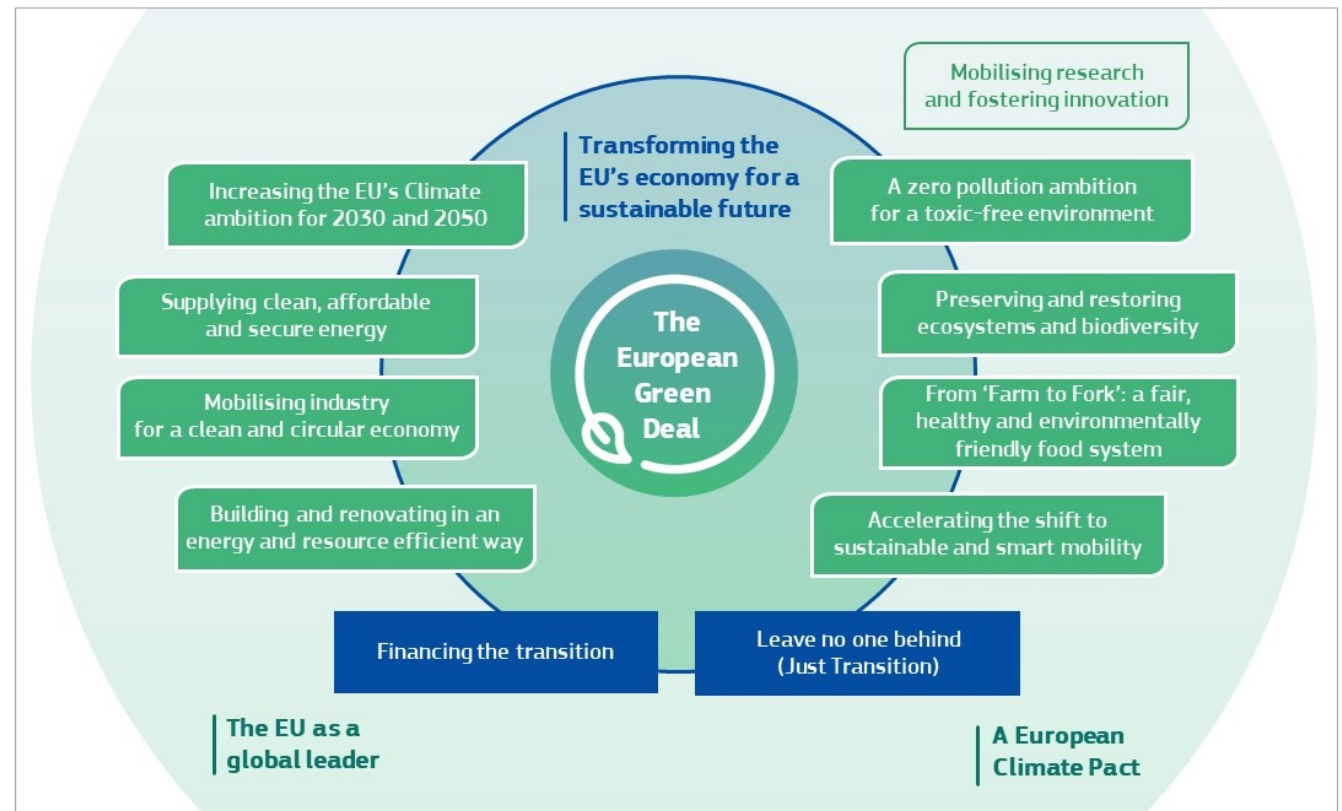 Mobilising research
and fostering innovation
Transforming the
EU's economy for a
sustainable future
Increasing the EU's Climate
ambition for 2030 and 2050
A zero pollution ambition
for a toxic-free environment
Supplying clean, affordable
and secure energy
Preserving and restoring
ecosystems and biodiversity
The
European
Green
Deal
Mobilising industry
for a clean and circular economy
From ‘Farm to Fork’: a fair,
healthy and environmentally
friendly food system
Building and renovating in an
energy and resource efficient way
Accelerating the shift to
sustainable and smart mobility
Financing the transition
Leave no one behind
(Just Transition)
The EU as a
global leader
A European
Climate Pact